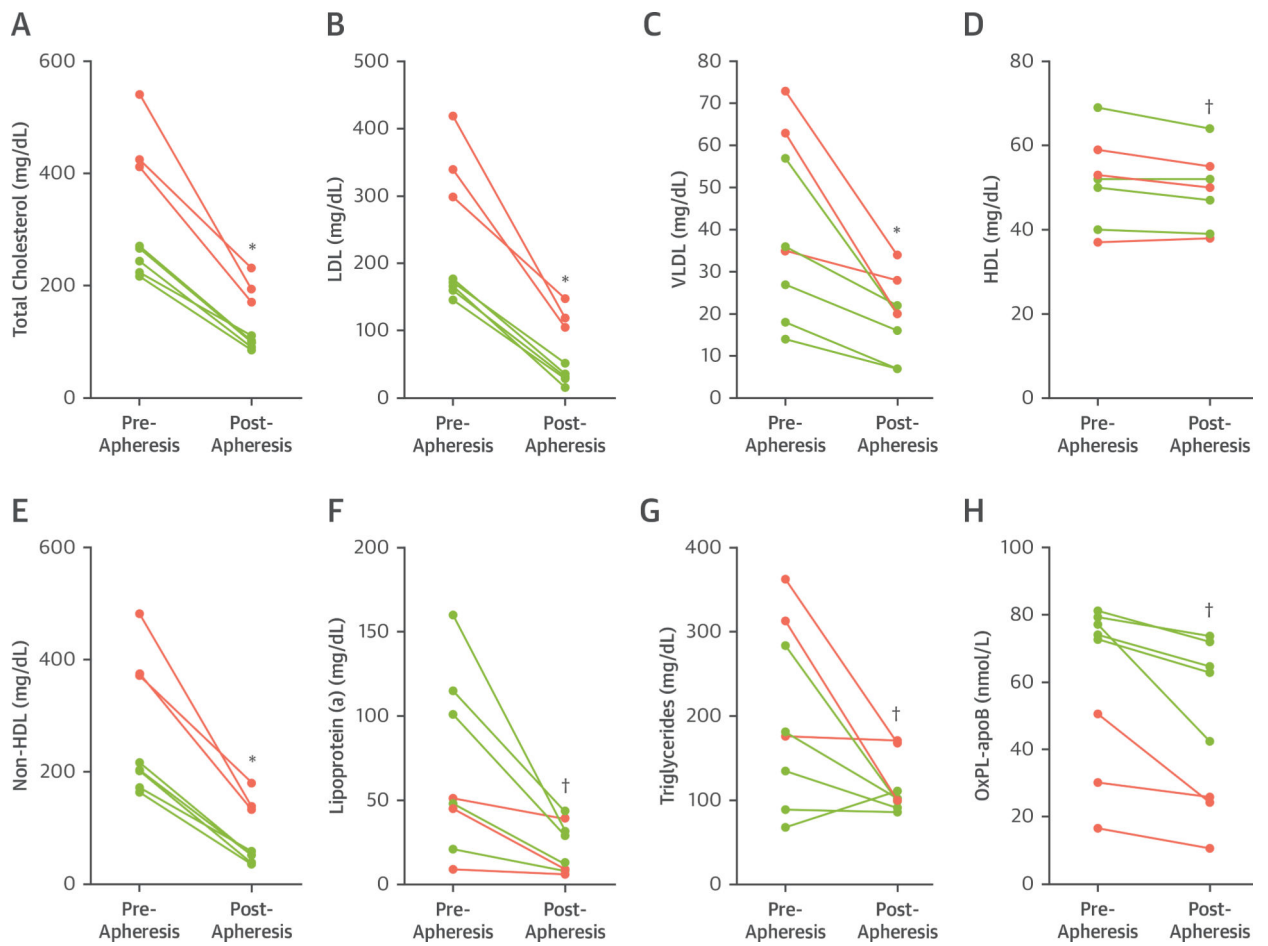 A
Total Cholesterol (mg/dL)
600
400
200
0
*
Pre-
Apheresis
Post-
Apheresis
B
LDL (mg/dL)
500
400
300
200
100
0
*
Pre-
Apheresis
Post-
Apheresis
C
VLDL (mg/dL)
80
70
60
50
40
30
20
10
0
*
Pre-
Apheresis
Post-
Apheresis
D
HDL (mg/dL)
80
60
40
20
0
†
Pre-
Apheresis
Post-
Apheresis
E
Non-HDL (mg/dL)
600
400
200
0
*
Pre-
Apheresis
Post-
Apheresis
F
Lipoprotein (a) (mg/dL)
200
150
100
50
0
†
Pre-
Apheresis
Post-
Apheresis
G
Triglycerides (mg/dL)
400
300
200
100
0
†
Pre-
Apheresis
Post-
Apheresis
H
OxPL-apoB (nmol/L)
100
80
60
40
20
0
†
Pre-
Apheresis
Post-
Apheresis